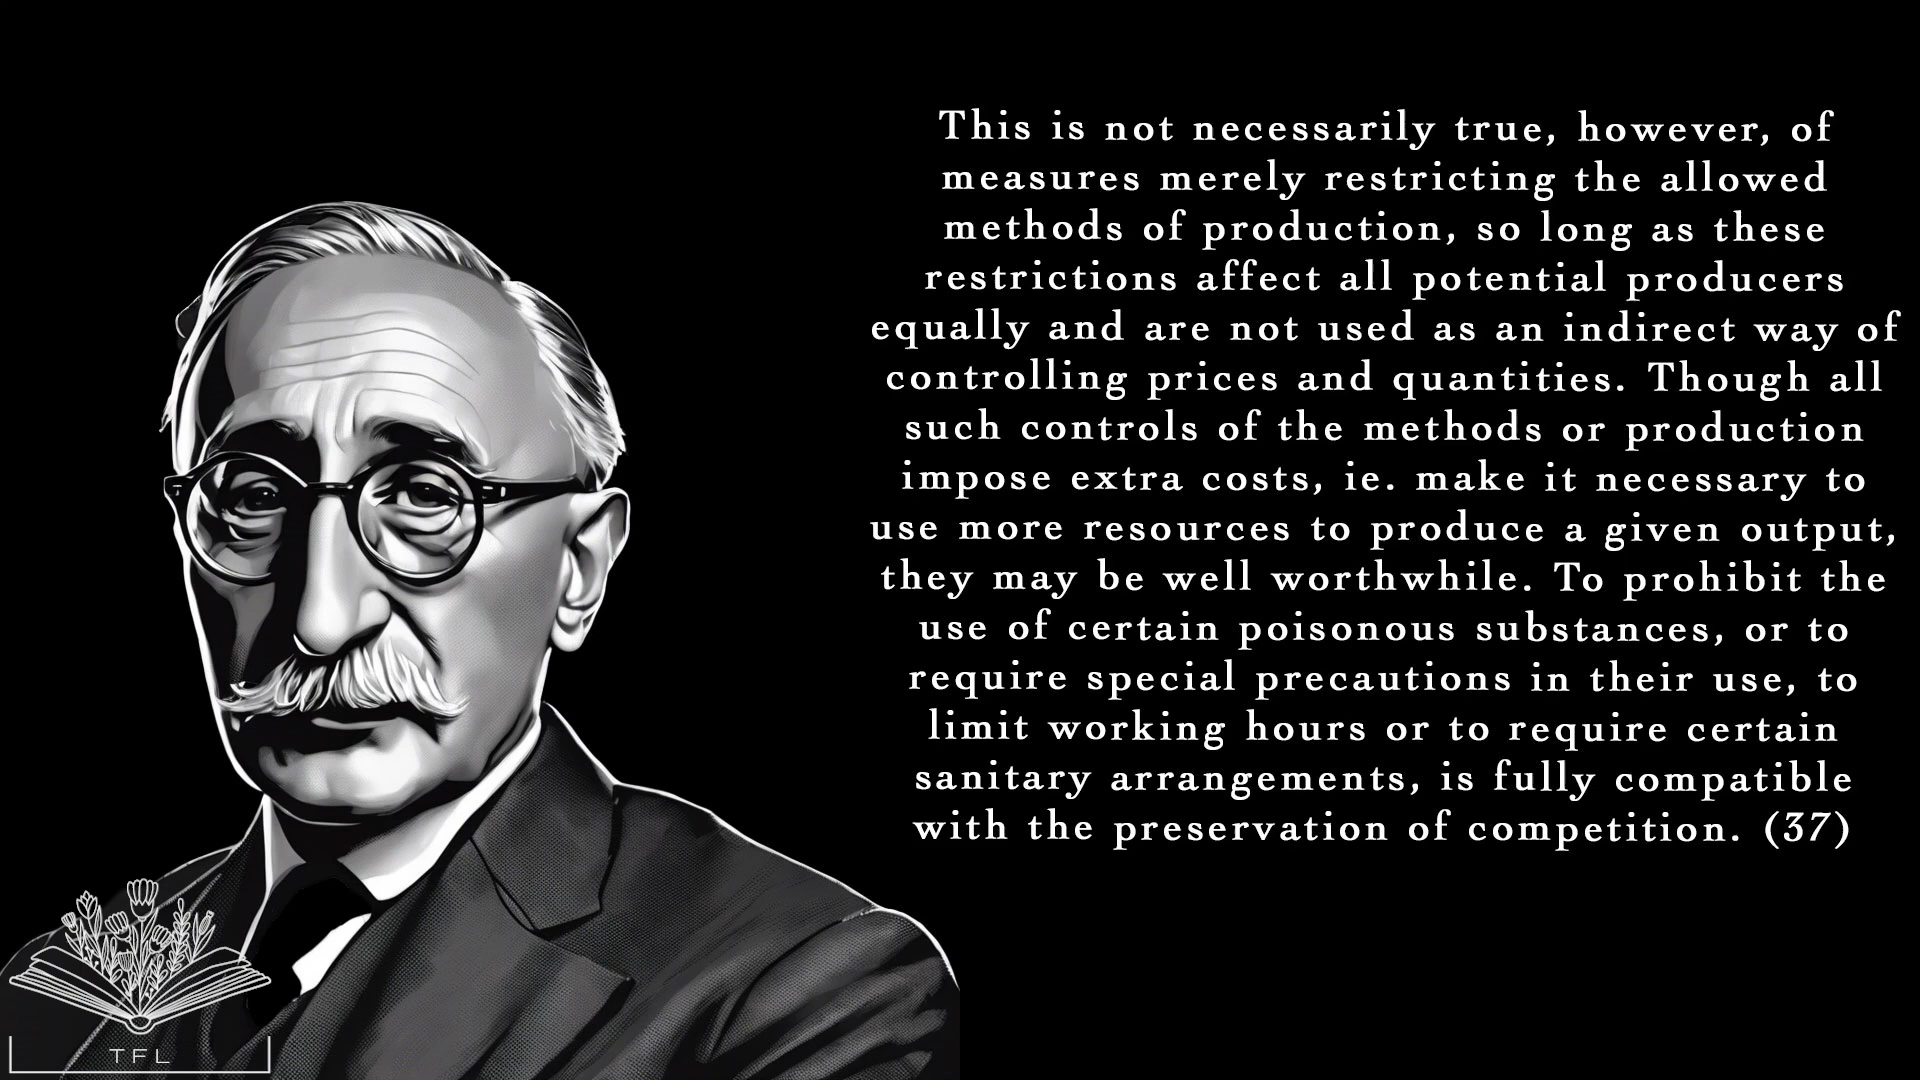 This is not necessarily true, however, of
measures merely restricting the allowed
methods of production, so long as these
restrictions affect all potential producers
equally and are not used as an indirect way of
controlling prices and quantities. Though all
such controls of the methods or production
impose extra costs, ie. make it necessary to
use more resources to produce a given output,
they may be well worthwhile. To prohibit the
use of certain poisonous substances, or to
require special precautions in their use, to
limit working hours or to require certain
sanitary arrangements, is fully compatible
with the preservation of competition. (37)
TFL